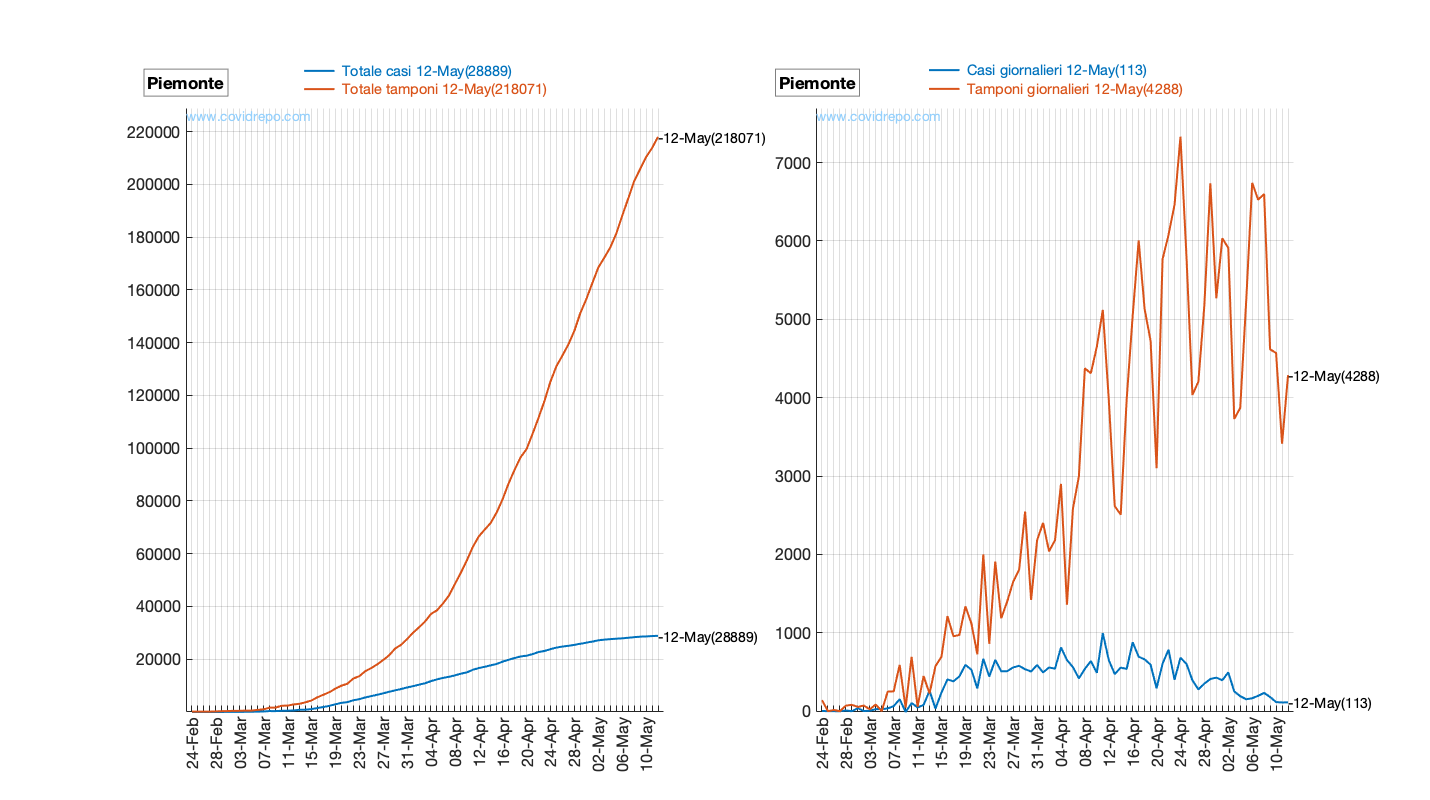 Piemonte
Totale casi 12-May(28889)
Totale tamponi 12-May(218071)
www.covidrepo.com
220000
200000
180000
160000
140000
120000
100000
80000
60000
40000
20000
12-May(218071)
12-May(28889)
24-Feb
28-Feb
03-Mar
07-Mar
11-Mar
15-Mar
19-Mar
23-Mar
27-Mar
31-Mar
04-Apr
08-Apr
12-Apr
16-Apr
20-Apr
24-Apr
28-Apr
02-May
06-May
10-May
Piemonte
Casi giornalieri 12-May(113)
Tamponi giornalieri 12-May(4288)
www.covidrepo.com
7000
6000
5000
4000
3000
2000
1000
0
12-May(4288)
12-May(113)
24-Feb
28-Feb
03-Mar
07-Mar
11-Mar
15-Mar
19-Mar
23-Mar
27-Mar
31-Mar
04-Apr
08-Apr
12-Apr
16-Apr
20-Apr
24-Apr
28-Apr
02-May
06-May
10-May